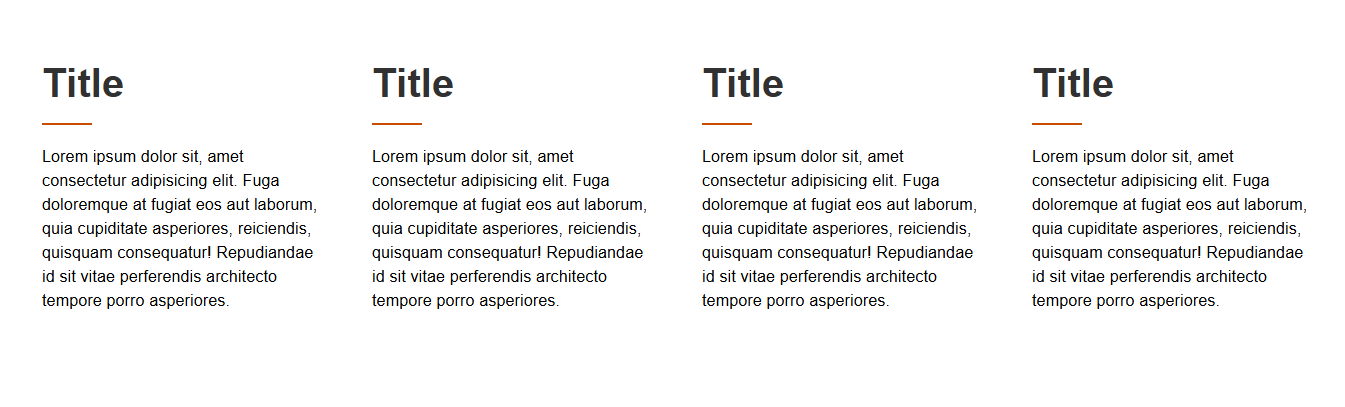 Title
Lorem ipsum dolor sit, amet
consectetur adipisicing elit. Fuga
doloremque at fugiat eos aut laborum,
quia cupiditate asperiores, reiciendis,
quisquam consequatur! Repudiandae
id sit vitae perferendis architecto
tempore porro asperiores.
Title
Lorem ipsum dolor sit, amet
consectetur adipisicing elit. Fuga
doloremque at fugiat eos aut laborum,
quia cupiditate asperiores, reiciendis,
quisquam consequatur! Repudiandae
id sit vitae perferendis architecto
tempore porro asperiores.
Title
Lorem ipsum dolor sit, amet
consectetur adipisicing elit. Fuga
doloremque at fugiat eos aut laborum,
quia cupiditate asperiores, reiciendis,
quisquam consequatur! Repudiandae
id sit vitae perferendis architecto
tempore porro asperiores.
Title
Lorem ipsum dolor sit, amet
consectetur adipisicing elit. Fuga
doloremque at fugiat eos aut laborum,
quia cupiditate asperiores, reiciendis,
quisquam consequatur! Repudiandae
id sit vitae perferendis architecto
tempore porro asperiores.